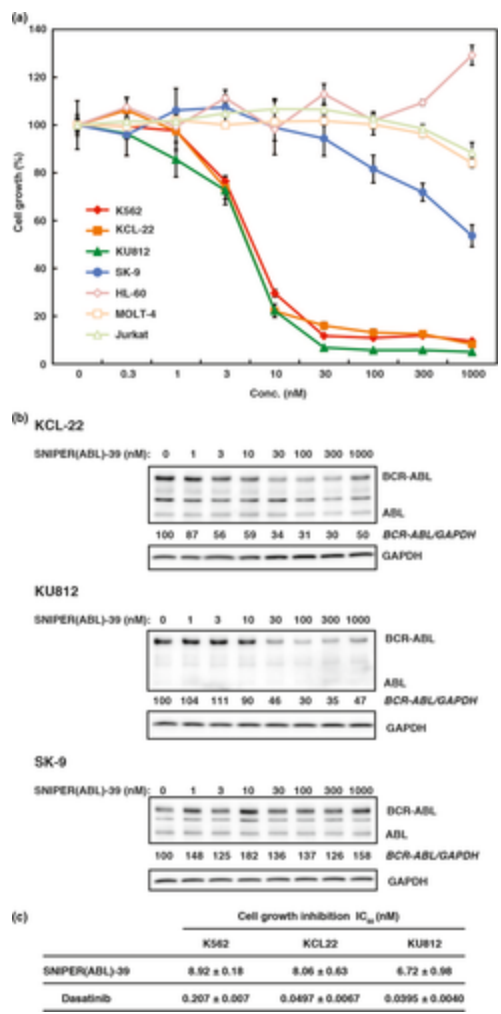 (a)
140
120
100
80
60
40
20
0
Cell growth (%)
K562
KCL-22
KU812
SK-9
HL-60
MOLT-4
Jurkat
0 0.3 1 3 10 30 100 300 1000
Conc. (nM)
(b)
KCL-22
SNIPER(ABL)-39 (nM): 0 1 3 10 30 100 300 1000
BCR-ABL
ABL
100 87 56 59 34 31 30 50 BCR-ABL/GAPDH
GAPDH
KU812
SNIPER(ABL)-39 (nM): 0 1 3 10 30 100 300 1000
BCR-ABL
ABL
100 104 111 90 46 30 35 47 BCR-ABL/GAPDH
GAPDH
SK-9
SNIPER(ABL)-39 (nM): 0 1 3 10 30 100 300 1000
BCR-ABL
ABL
100 148 125 182 136 137 126 158 BCR-ABL/GAPDH
GAPDH
(c)
Cell growth inhibition IC50 (nM)
K562 KCL22 KU812
SNIPER(ABL)-39 8.92 ± 0.18 8.06 ± 0.63 6.72 ± 0.98
Dasatinib 0.207 ± 0.007 0.0497 ± 0.0067 0.0395 ± 0.0040